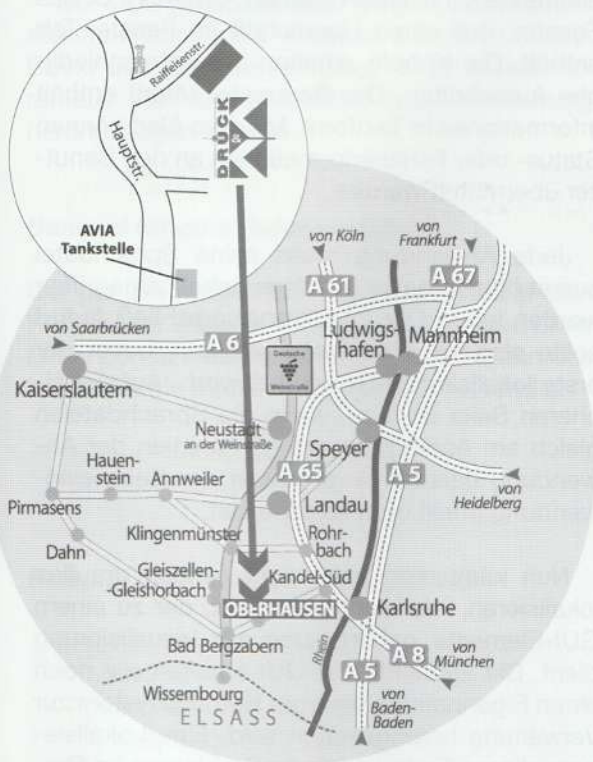 Raiffeisenstr.
Hauptstr.
DRÜCK
&
AVIA
Tankstelle
von Köln
von
Frankfurt
A 61
A 67
von Saarbrücken
A 6
Ludwigs-
hafen
Mannheim
Deutsche
Weinstraße
Kaiserslautern
Neustadt
an der Weinstraße
Speyer
A 65
A 5
von
Heidelberg
Hauen-
stein
Annweiler
Landau
Pirmasens
Klingenmünster
Rohr-
bach
Dahn
Gleiszellen-
-Gleishorbach
Kandel-Süd
OBERHAUSEN
Karlsruhe
Bad Bergzabern
Rhein
A 8
von
München
A 5
Wissembourg
von
Baden-
Baden
ELSASS